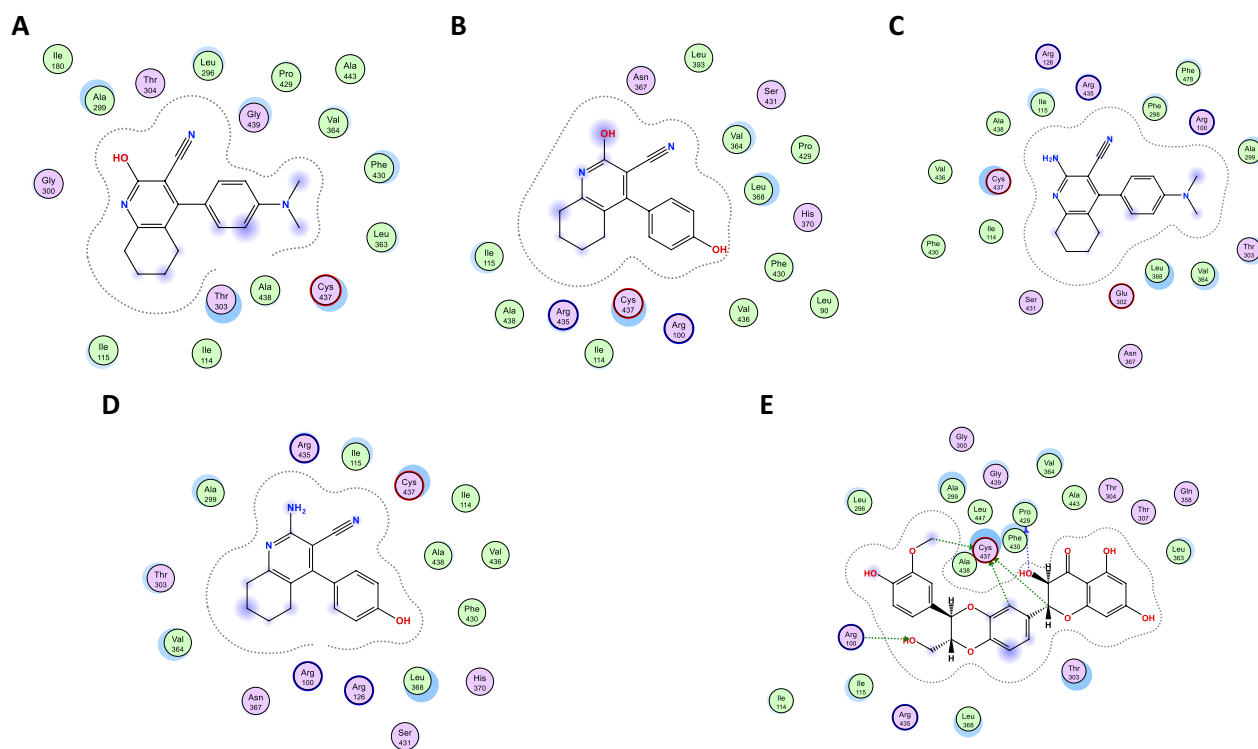 A
Ile
180
Ala
299
Thr
304
Leu
296
Pro
429
Ala
443
Gly
439
Val
364
Phe
430
Gly
300
Leu
363
Thr
303
Ala
438
Cys
437
Ile
115
Ile
114
HO
N
N
N
B
Asn
367
Leu
393
Ser
431
Val
364
Pro
429
Leu
368
His
370
Phe
430
Leu
90
Ile
115
Ala
438
Arg
435
Cys
437
Ile
114
Arg
100
Val
436
OH
N
N
OH
C
Arg
126
Arg
435
Phe
478
Ile
115
Phe
298
Arg
100
Ala
438
Ala
299
Val
436
Cys
437
Phe
430
Ile
114
Thr
303
Leu
368
Val
364
Ser
431
Glu
302
Asn
367
H₂N
N
N
N
D
Arg
435
Ile
115
Cys
437
Ala
299
Ile
114
Ala
438
Val
436
Thr
303
Phe
430
Val
364
Arg
100
Arg
126
Leu
368
His
370
Asn
367
Ser
431
NH₂
N
N
OH
E
Gly
300
Gly
439
Val
364
Ala
299
Thr
304
Gln
358
Leu
296
Leu
447
Pro
429
Ala
443
Thr
307
Phe
430
Cys
437
Leu
363
Ala
438
Arg
100
Thr
303
Ile
115
Ile
114
Arg
435
Leu
368
O
HO
HO
O
OH
H
O
HO
H
O
O
OH
H